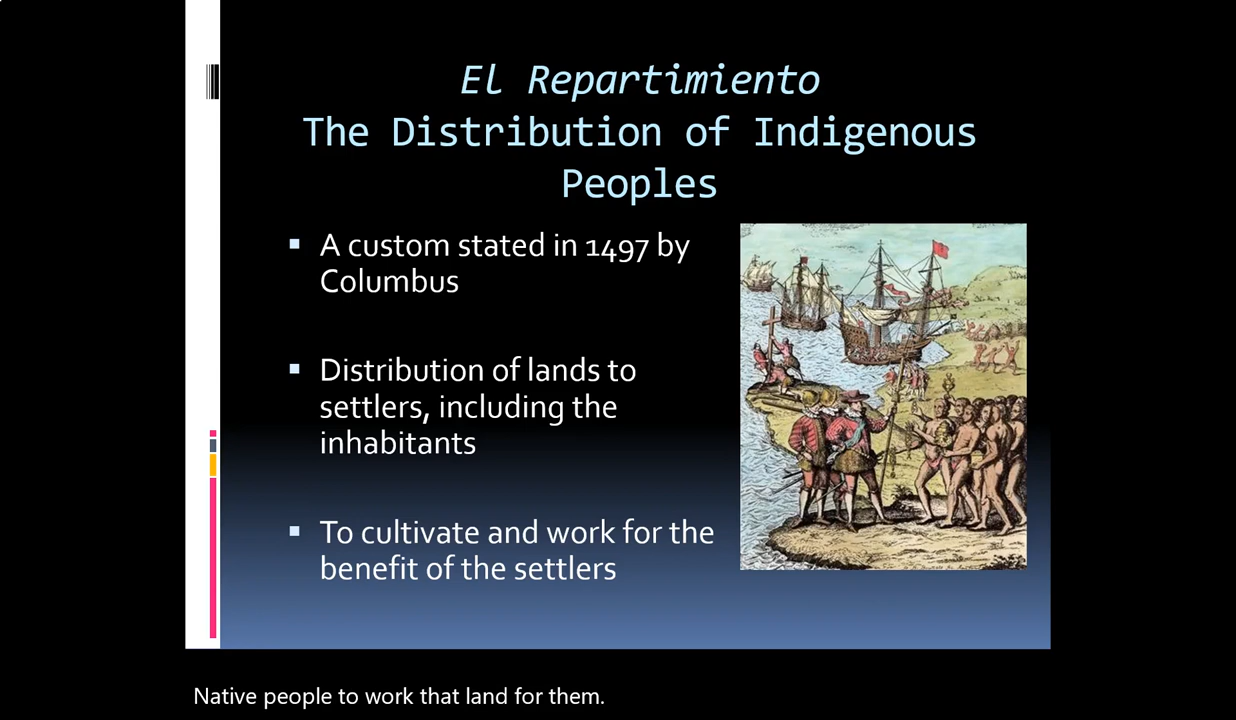 El Repartimiento
The Distribution of Indigenous
Peoples
▪ A custom stated in 1497 by
Columbus
▪ Distribution of lands to
settlers, including the
inhabitants
▪ To cultivate and work for the
benefit of the settlers
Native people to work that land for them.